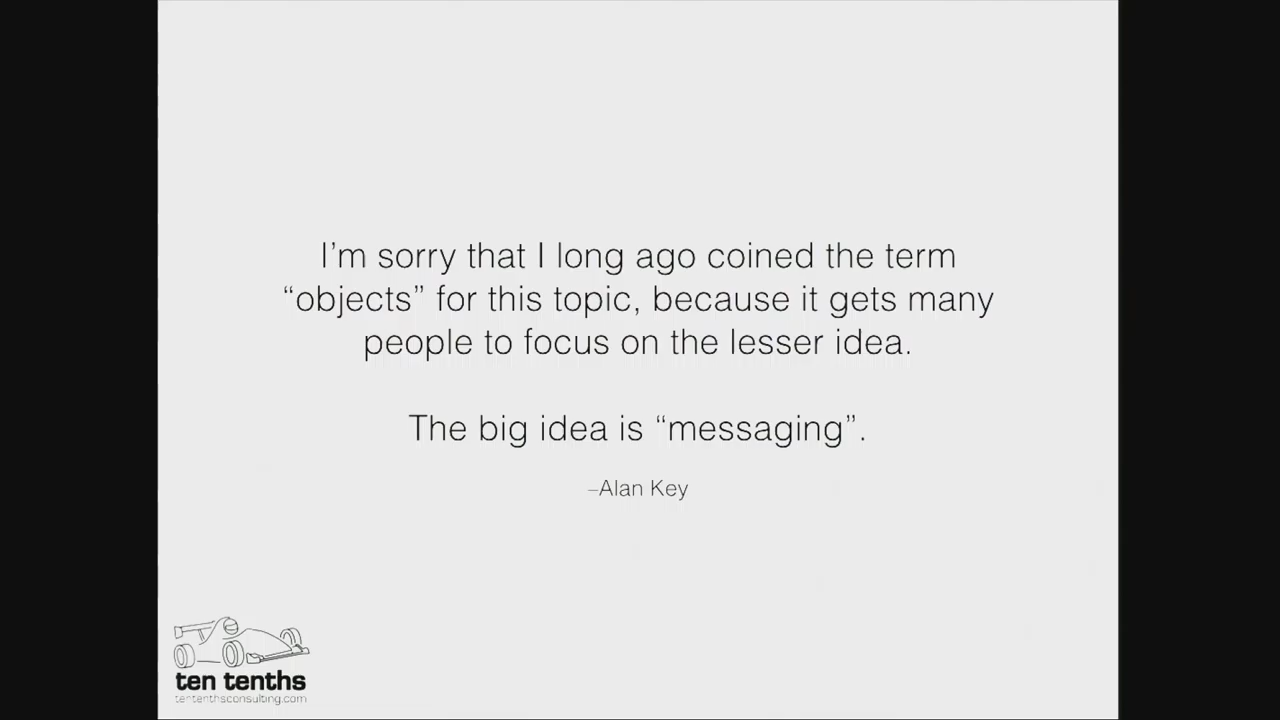 I’m sorry that I long ago coined the term
“objects” for this topic, because it gets many
people to focus on the lesser idea.
The big idea is “messaging”.
–Alan Key
ten tenths
tententhsconsulting.com